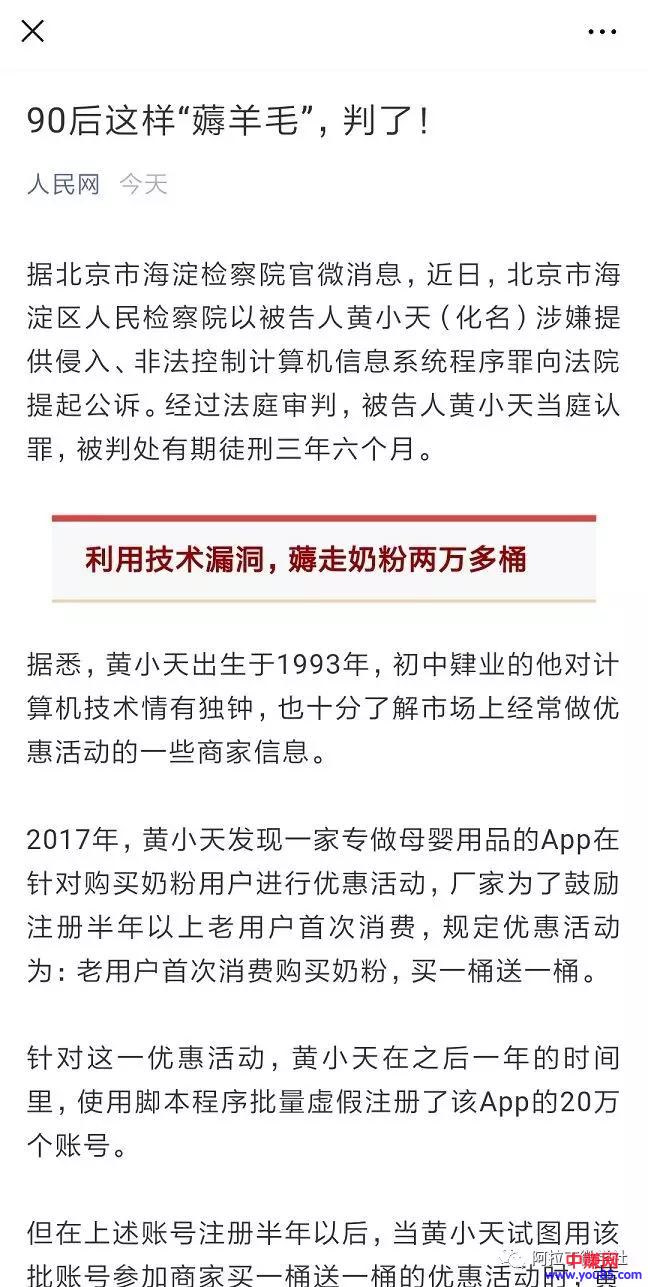 90后这样“薅羊毛”，判了！
人民网 今天
据北京市海淀检察院官微消息，近日，北京市海
淀区人民检察院以被告人黄小天（化名）涉嫌提
供侵入、非法控制计算机信息系统程序罪向法院
提起公诉。经过法庭审判，被告人黄小天当庭认
罪，被判处有期徒刑三年六个月。
利用技术漏洞，薅走奶粉两万多桶
据悉，黄小天出生于1993年，初中肄业的他对计
算机技术情有独钟，也十分了解市场上经常做优
惠活动的一些商家信息。
2017年，黄小天发现一家专做母婴用品的App在
针对购买奶粉用户进行优惠活动，厂家为了鼓励
注册半年以上老用户首次消费，规定优惠活动
为：老用户首次消费购买奶粉，买一桶送一桶。
针对这一优惠活动，黄小天在之后一年的时间
里，使用脚本程序批量虚假注册了该App的20万
个账号。
但在上述账号注册半年以后，当黄小天试图用该
批账号参加商家买一桶送一桶的优惠活动时，黄
阿拉
中赚网